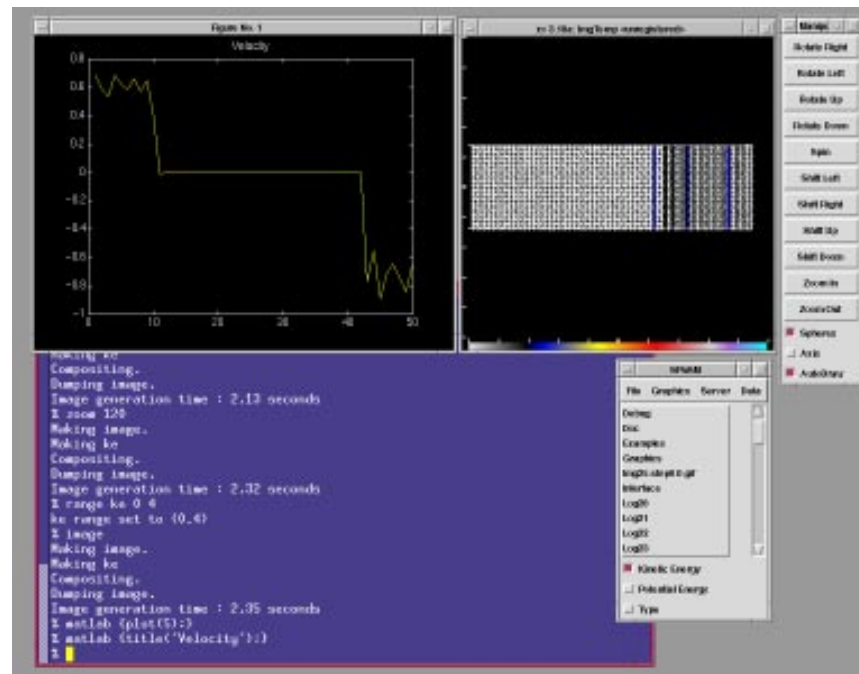 Figure No. 1
Velocity
0.8
0.6
0.4
0.2
0
-0.2
-0.4
-0.6
-0.8
-1
0
10
20
30
40
50
Rotate Right
Rotate Left
Rotate Up
Rotate Down
Spin
Shift Left
Shift Right
Shift Up
Shift Down
Zoom In
Zoom Out
Spheres
Axis
Making ke
Compositing.
Dumping image.
Image generation time : 2.13 seconds
% zoom 120
Making image.
Making ke
Compositing.
Dumping image.
Image generation time : 2.32 seconds
% range ke 0 4
ke range set to (0,4)
% image
Making image.
Making ke
Compositing.
Dumping image.
Image generation time : 2.35 seconds
% matlab {plot(S);}
% matlab {title('Velocity');}
%
File Graphics Server Data
Debug
Disc
Examples
Graphics
Interface
Log20
Log21
Log22
Log23
Kinetic Energy
Potential Energy
Type